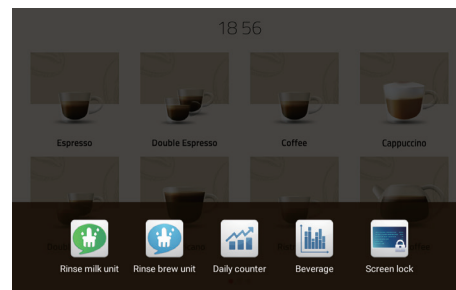 18 56
Espresso
Double Espresso
Coffee
Cappuccino
Rinse milk unit
Rinse brew unit
Daily counter
Beverage
Screen lock